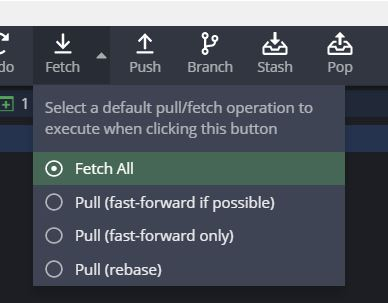 do Fetch Push Branch Stash Pop
1
Select a default pull/fetch operation to
execute when clicking this button
Fetch All
Pull (fast-forward if possible)
Pull (fast-forward only)
Pull (rebase)